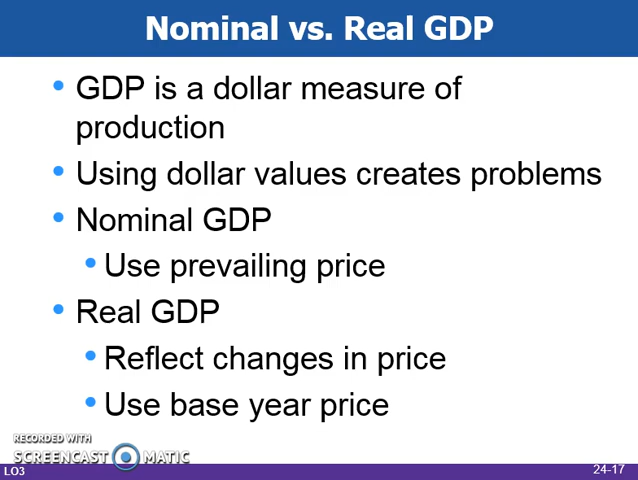 Nominal vs. Real GDP
• GDP is a dollar measure of
production
• Using dollar values creates problems
• Nominal GDP
• Use prevailing price
• Real GDP
• Reflect changes in price
• Use base year price
RECORDED WITH
SCREENCAST MATIC
LO3
24-17